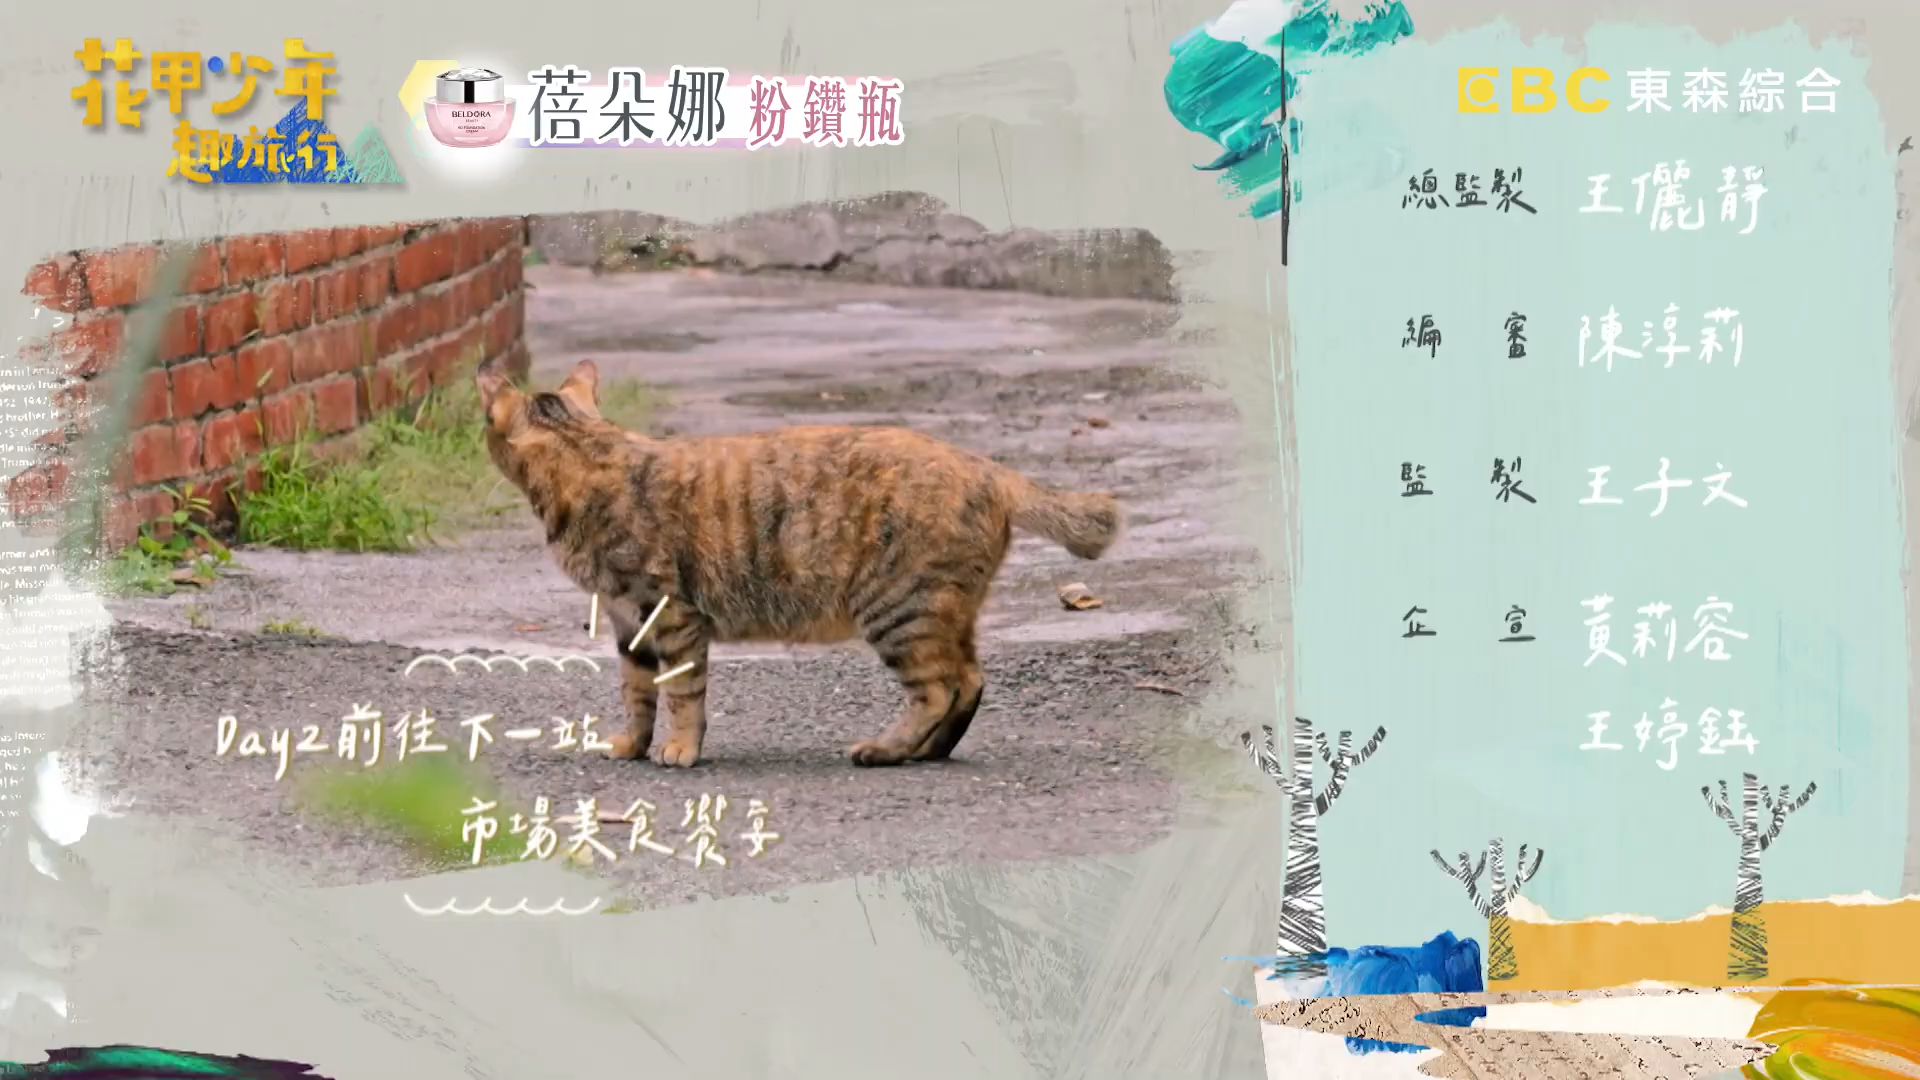 花甲少年
趣旅行
BELDORA
蓓朵娜 粉鑽瓶
EBC 東森綜合
總監製 王儷靜
編審 陳淳莉
監製 王子文
企宣 黃莉容
王婷鈺
Day2前往下一站
市場美食饗宴